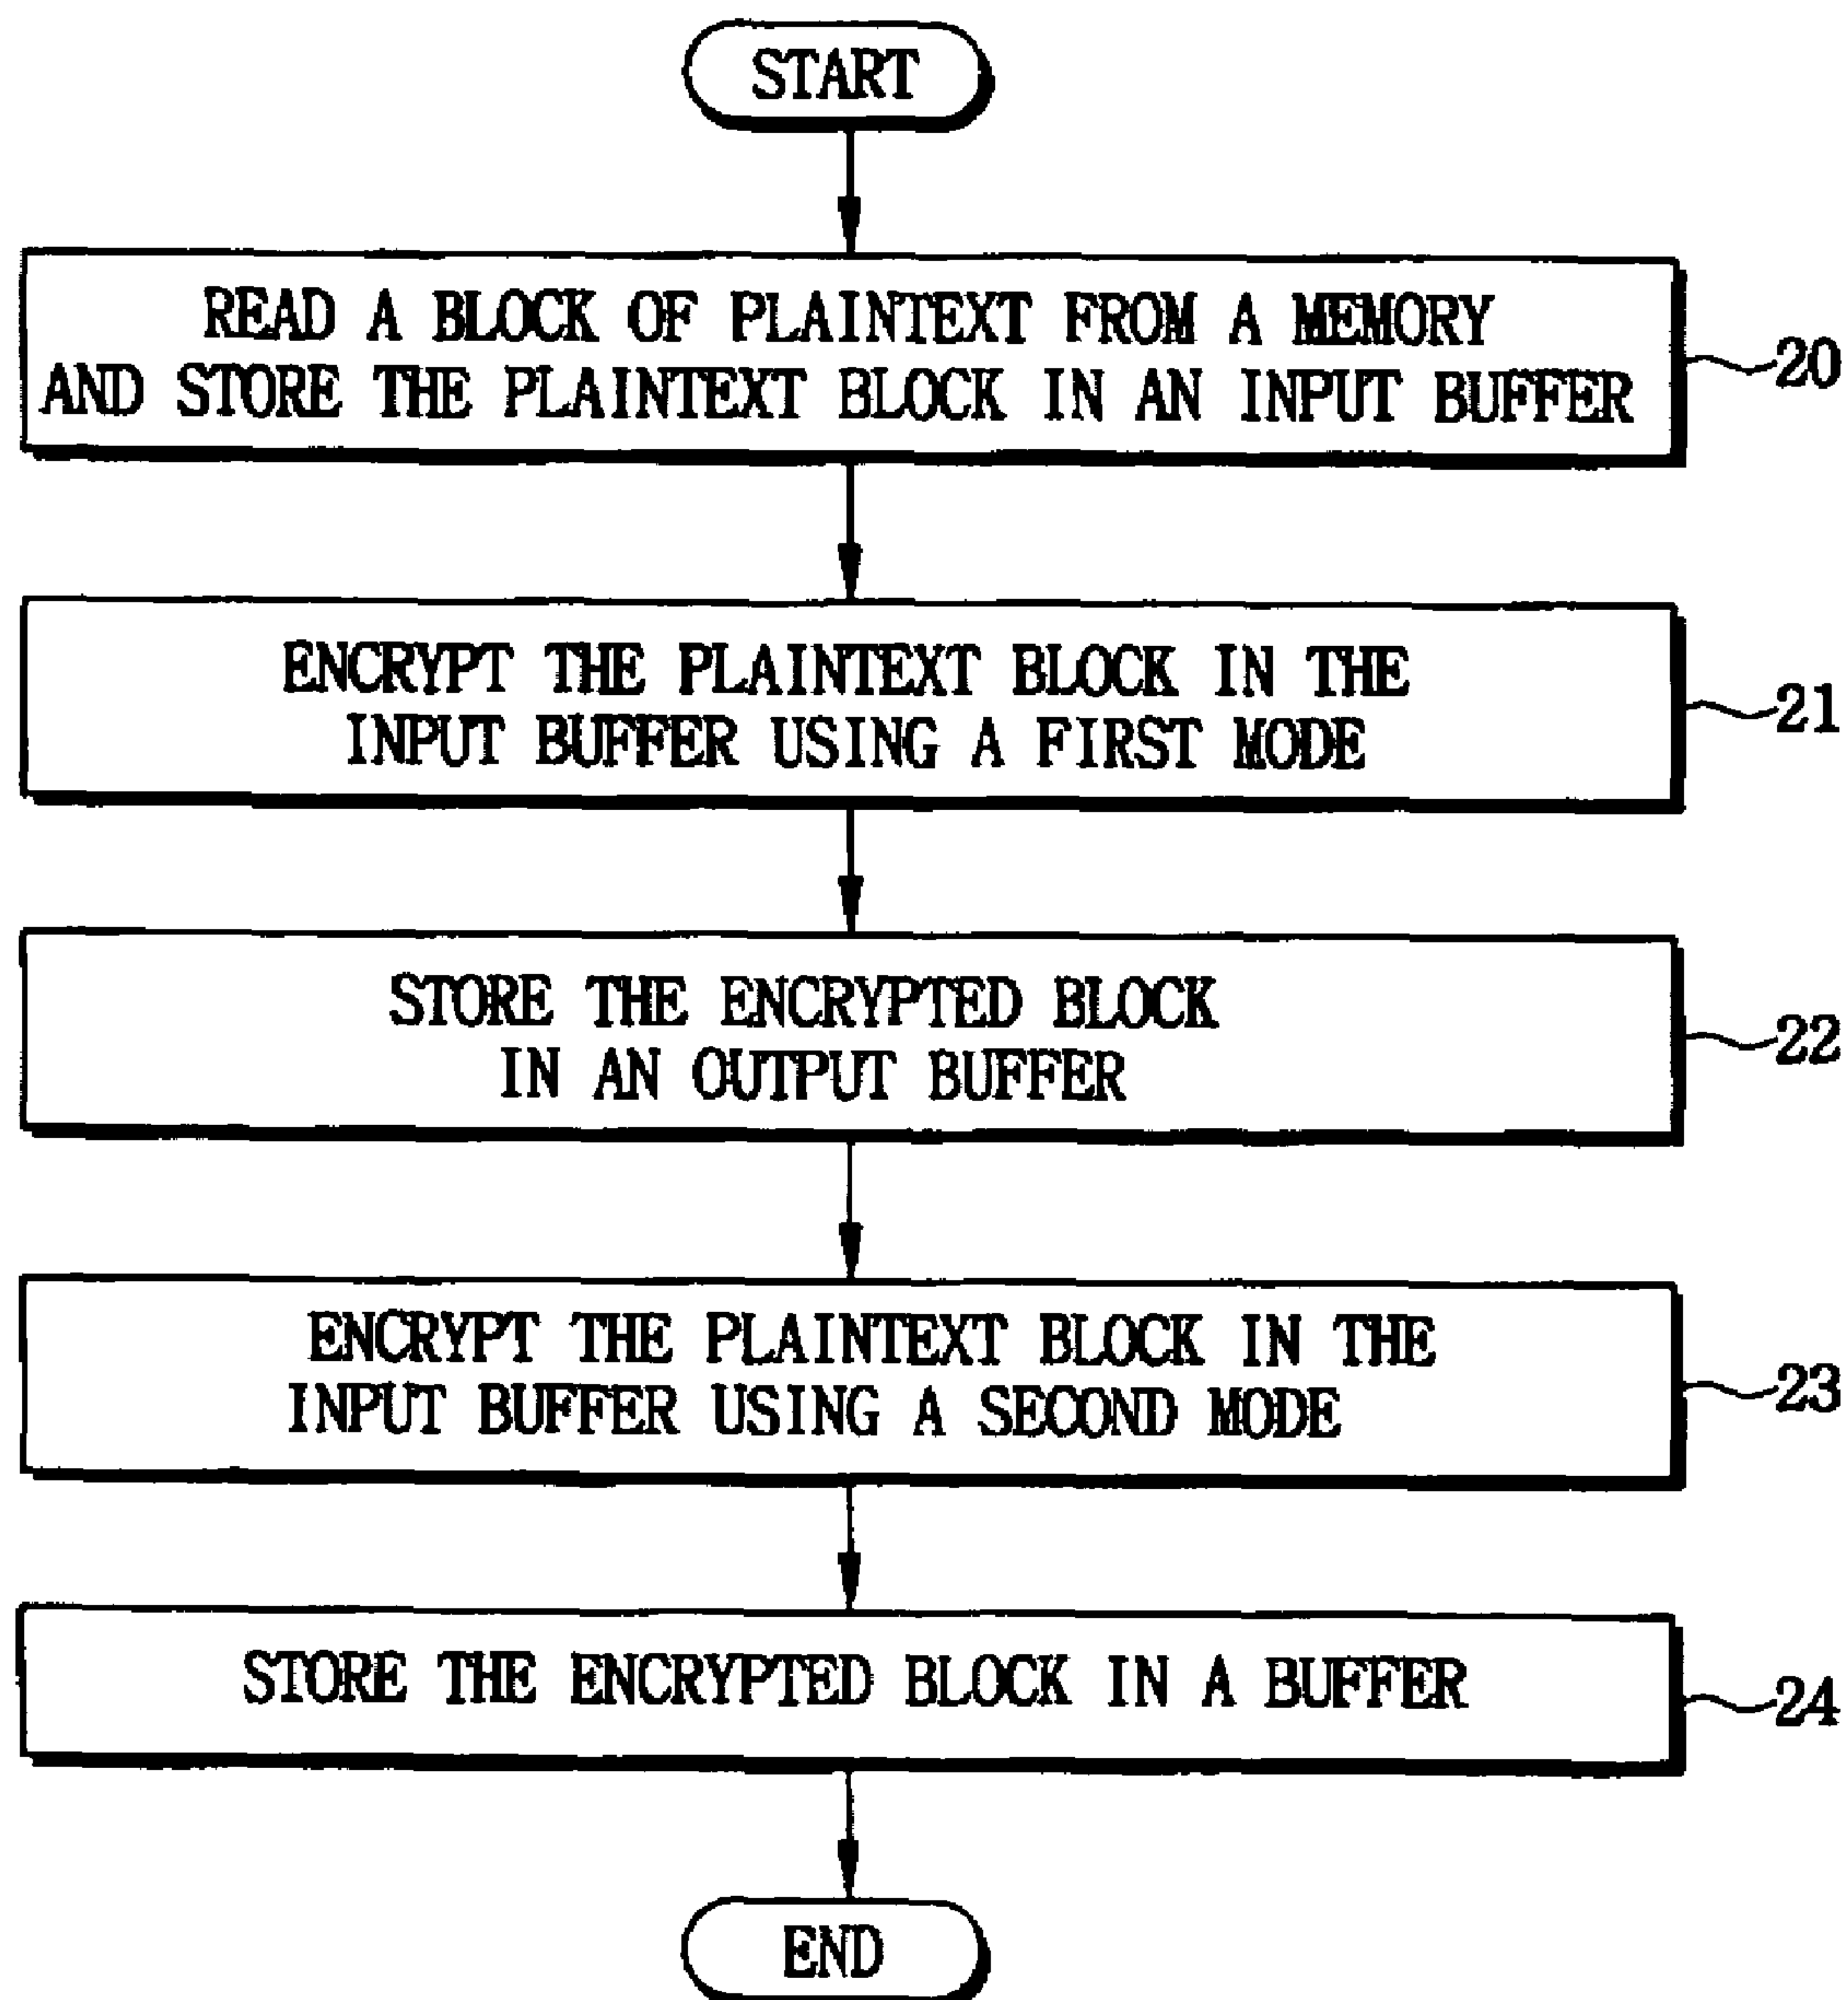 START
READ A BLOCK OF PLAINTEXT FROM A MEMORY
AND STORE THE PLAINTEXT BLOCK IN AN INPUT BUFFER
20
ENCRYPT THE PLAINTEXT BLOCK IN THE
INPUT BUFFER USING A FIRST MODE
21
STORE THE ENCRYPTED BLOCK
IN AN OUTPUT BUFFER
22
ENCRYPT THE PLAINTEXT BLOCK IN THE
INPUT BUFFER USING A SECOND MODE
23
STORE THE ENCRYPTED BLOCK IN A BUFFER
24
END